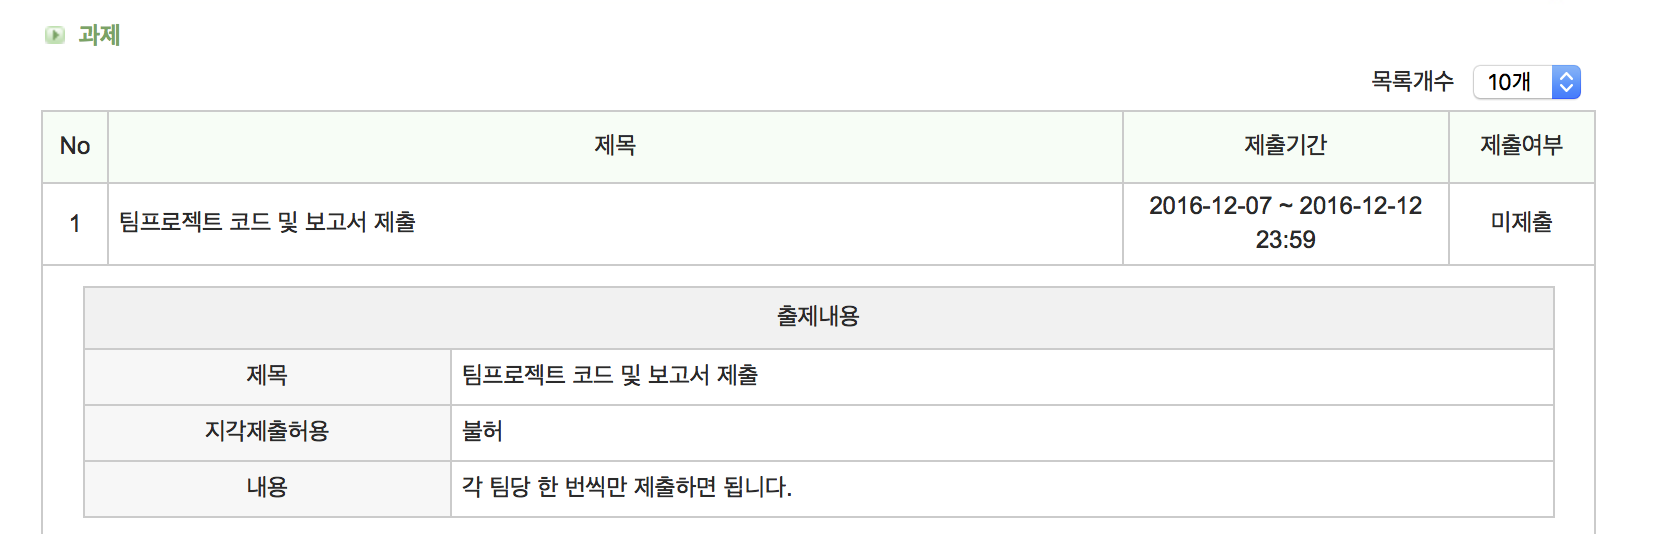 과제
목록개수 10개
No 제목 제출기간 제출여부
1 팀프로젝트 코드 및 보고서 제출 2016-12-07 ~ 2016-12-12 23:59 미제출
출제내용
제목 팀프로젝트 코드 및 보고서 제출
지각제출허용 불허
내용 각 팀당 한 번씩만 제출하면 됩니다.